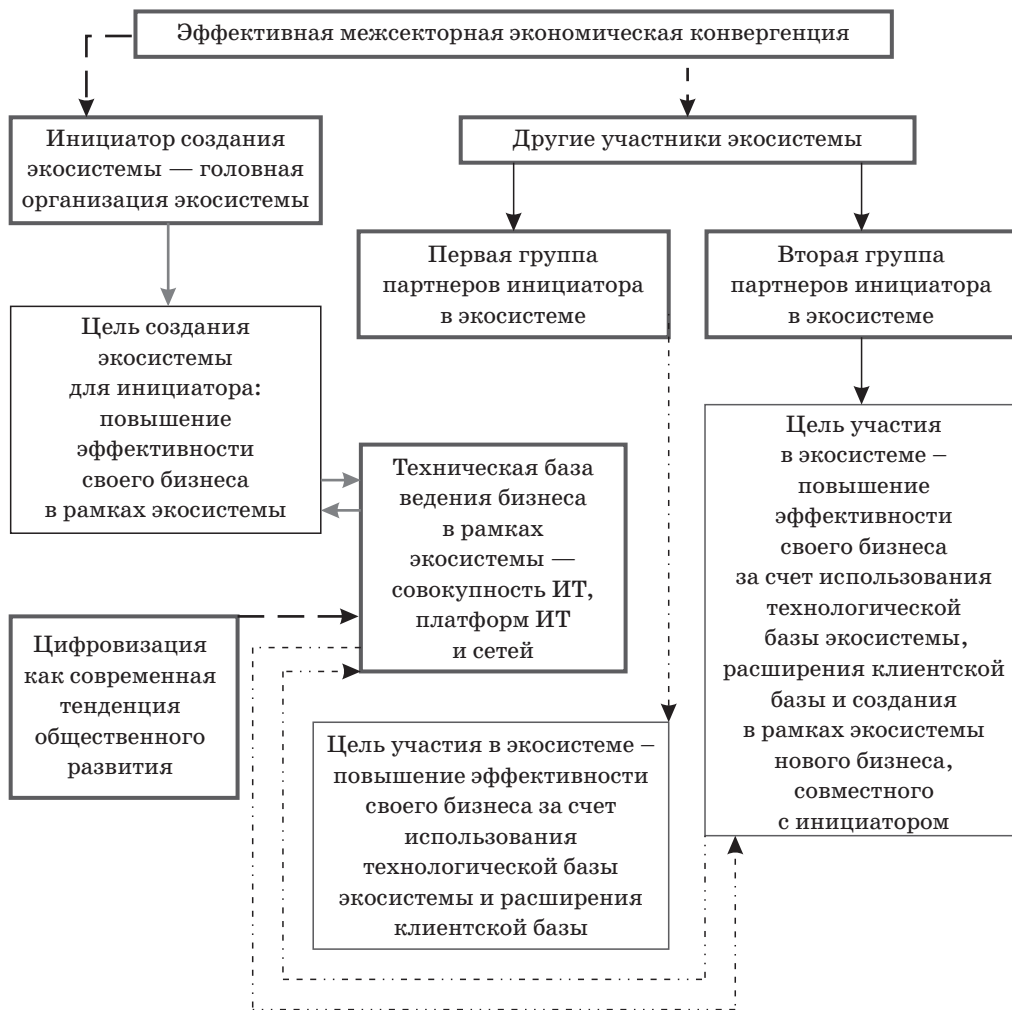 Эффективная межсекторная экономическая конвергенция
Инициатор создания
экосистемы — головная
организация экосистемы
Другие участники экосистемы
Первая группа
партнеров инициатора
в экосистеме
Вторая группа
партнеров инициатора
в экосистеме
Цель создания
экосистемы
для инициатора:
повышение
эффективности
своего бизнеса
в рамках экосистемы
Техническая база
ведения бизнеса
в рамках
экосистемы —
совокупность ИТ,
платформ ИТ
и сетей
Цель участия
в экосистеме –
повышение
эффективности
своего бизнеса
за счет использования
технологической
базы экосистемы,
расширения клиентской
базы и создания
в рамках экосистемы
нового бизнеса,
совместного
с инициатором
Цифровизация
как современная
тенденция
общественного
развития
Цель участия в экосистеме –
повышение эффективности
своего бизнеса за счет
использования
технологической базы
экосистемы и расширения
клиентской базы